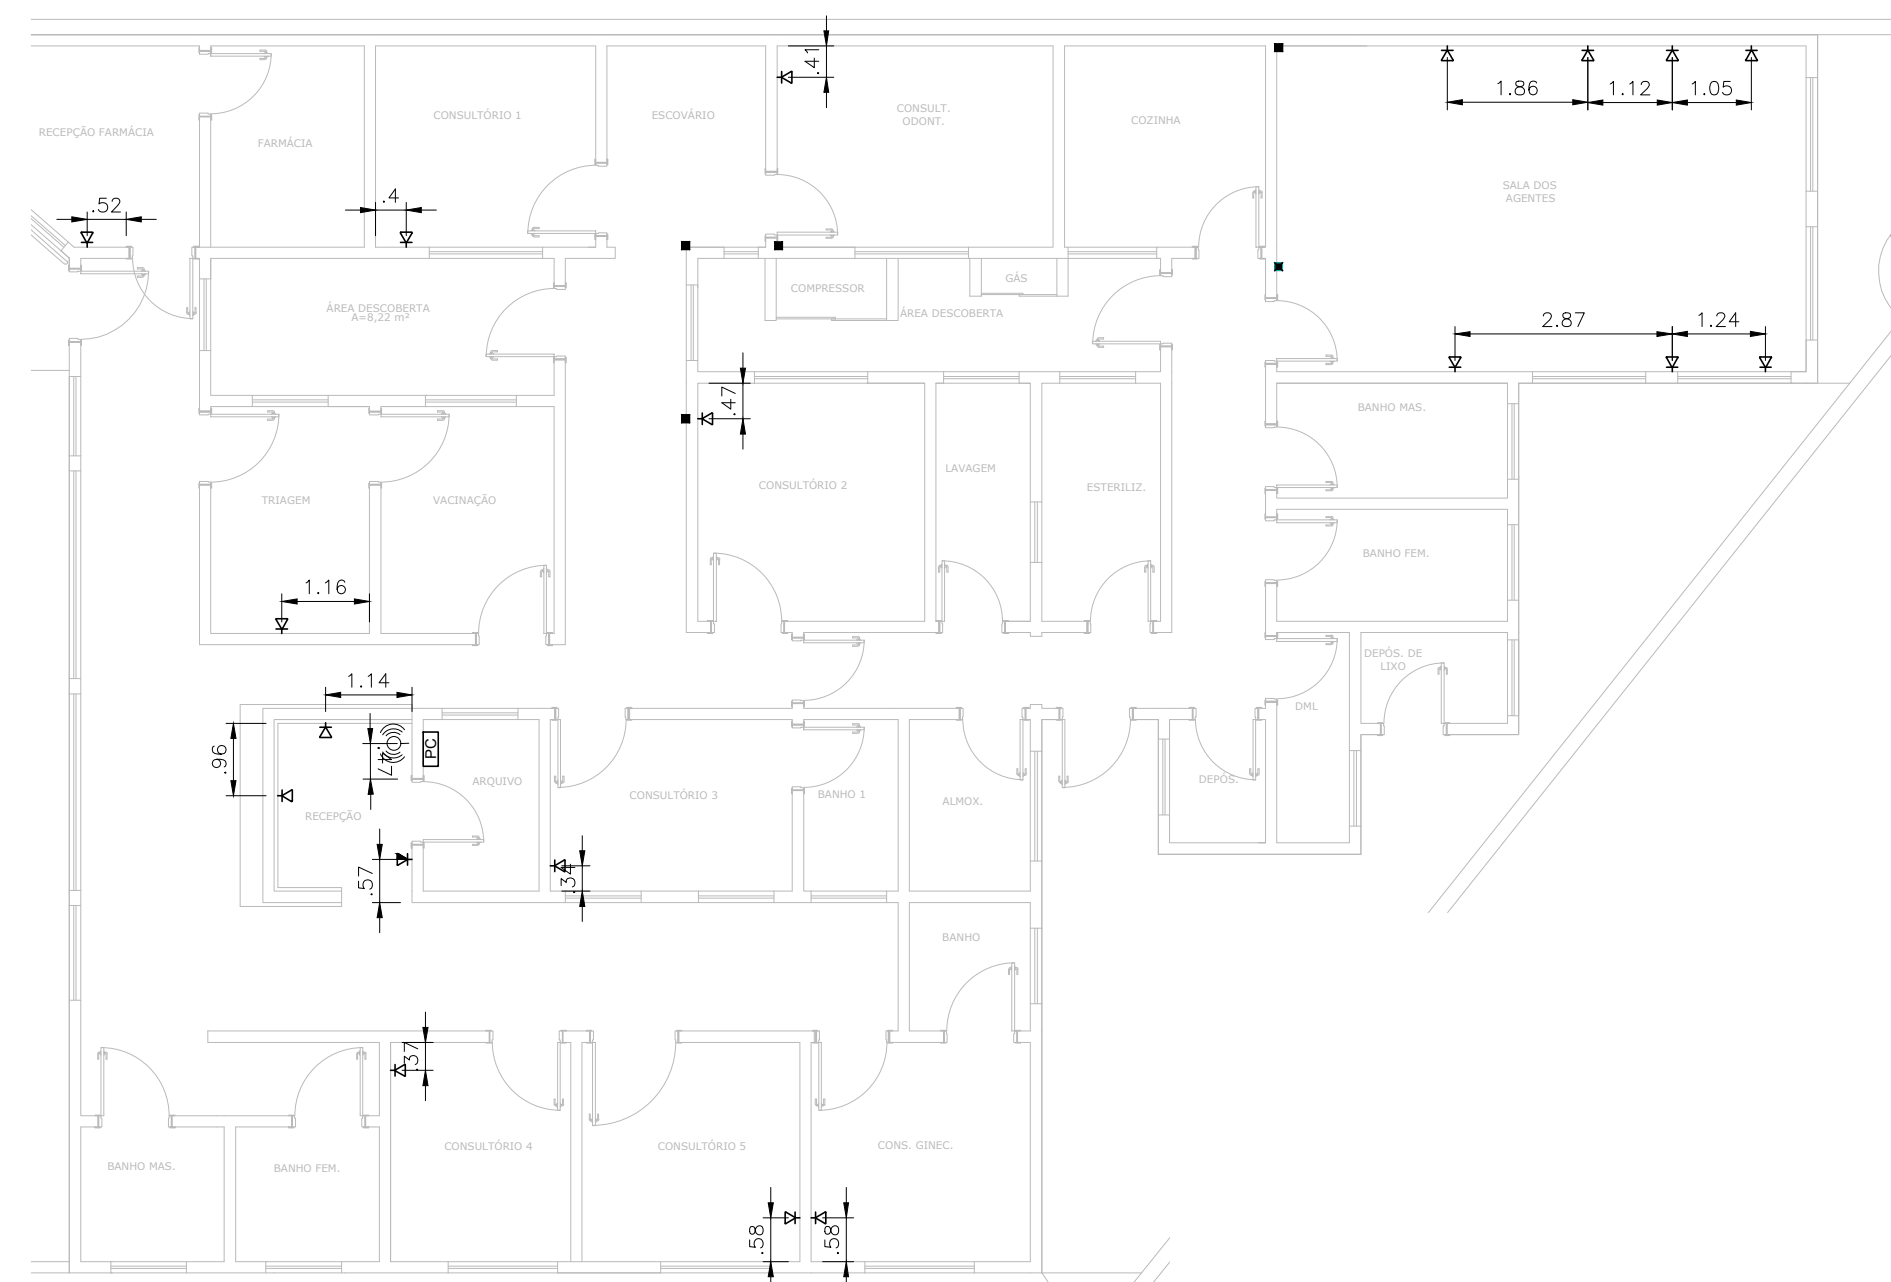 .41
1.86
1.12
1.05
CONSULTÓRIO 1
ESCOVÁRIO
CONSULT.
ODONT.
COZINHA
RECEPÇÃO FARMÁCIA
FARMÁCIA
SALA DOS
AGENTES
.52
.4
ÁREA DESCOBERTA
A=8,22 m²
COMPRESSOR
GÁS
ÁREA DESCOBERTA
2.87
1.24
.47
BANHO MAS.
LAVAGEM
CONSULTÓRIO 2
ESTERILIZ.
TRIAGEM
VACINAÇÃO
BANHO FEM.
1.16
DEPÓS. DE
LIXO
1.14
DML
PC
.47
.96
ARQUIVO
DEPÓS.
CONSULTÓRIO 3
BANHO 1
ALMOX.
RECEPÇÃO
.57
.34
BANHO
.37
CONSULTÓRIO 4
CONSULTÓRIO 5
CONS. GINEC.
BANHO MAS.
BANHO FEM.
.58
.58